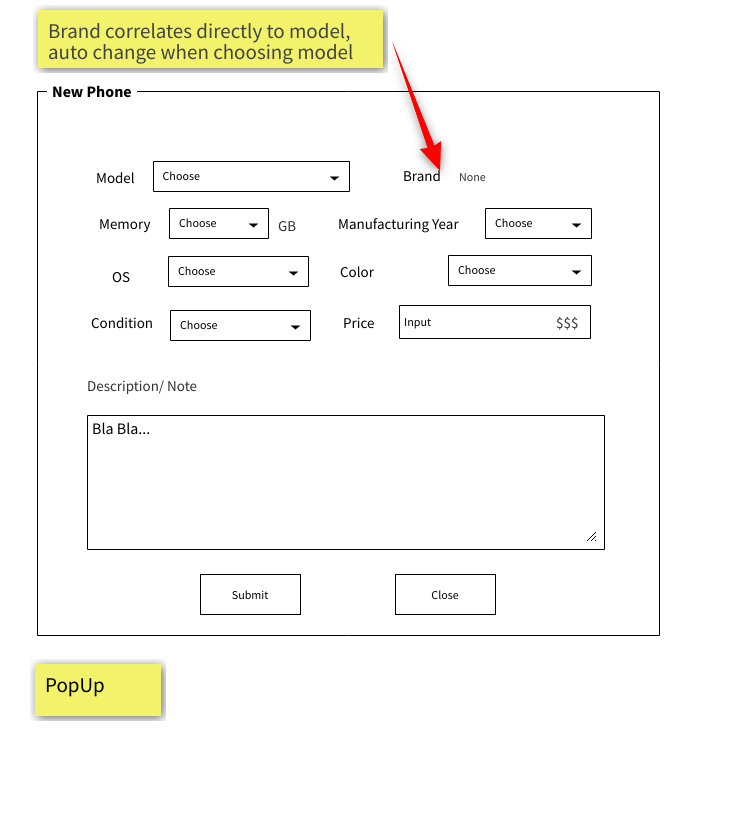 Brand correlates directly to model,
auto change when choosing model
New Phone
Model Choose Brand None
Memory Choose GB Manufacturing Year Choose
OS Choose Color Choose
Condition Choose Price Input $$$
Description/ Note
Bla Bla...
Submit Close
PopUp